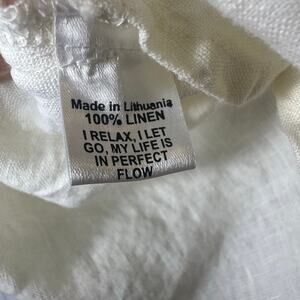 Made in Lithuania
100% LINEN
I RELAX, I LET
GO, MY LIFE IS
IN PERFECT
FLOW